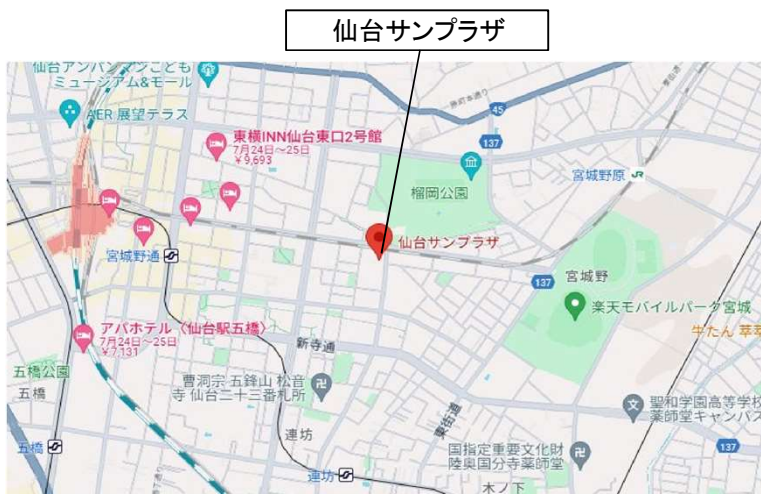 仙台サンプラザ
仙台アンパンマンこども
ミュージアム&モール
AER 展望テラス
東横INN仙台東口2号館
7月24日～25日
￥9,693
45
137
宮城野原
JR
榴岡公園
仙台サンプラザ
宮城野通
137
宮城野
楽天モバイルパーク宮城
アパホテル〈仙台駅五橋〉
7月24日～25日
￥7,131
新寺通
牛たん 萃萃
五橋公園
五橋
曹洞宗 五鋒山 松音
寺 仙台二十三番札所
連坊
東街道
聖和学園高等学校
薬師堂キャンパス
137
五橋
連坊
国指定重要文化財
陸奥国分寺薬師堂
木ノ下